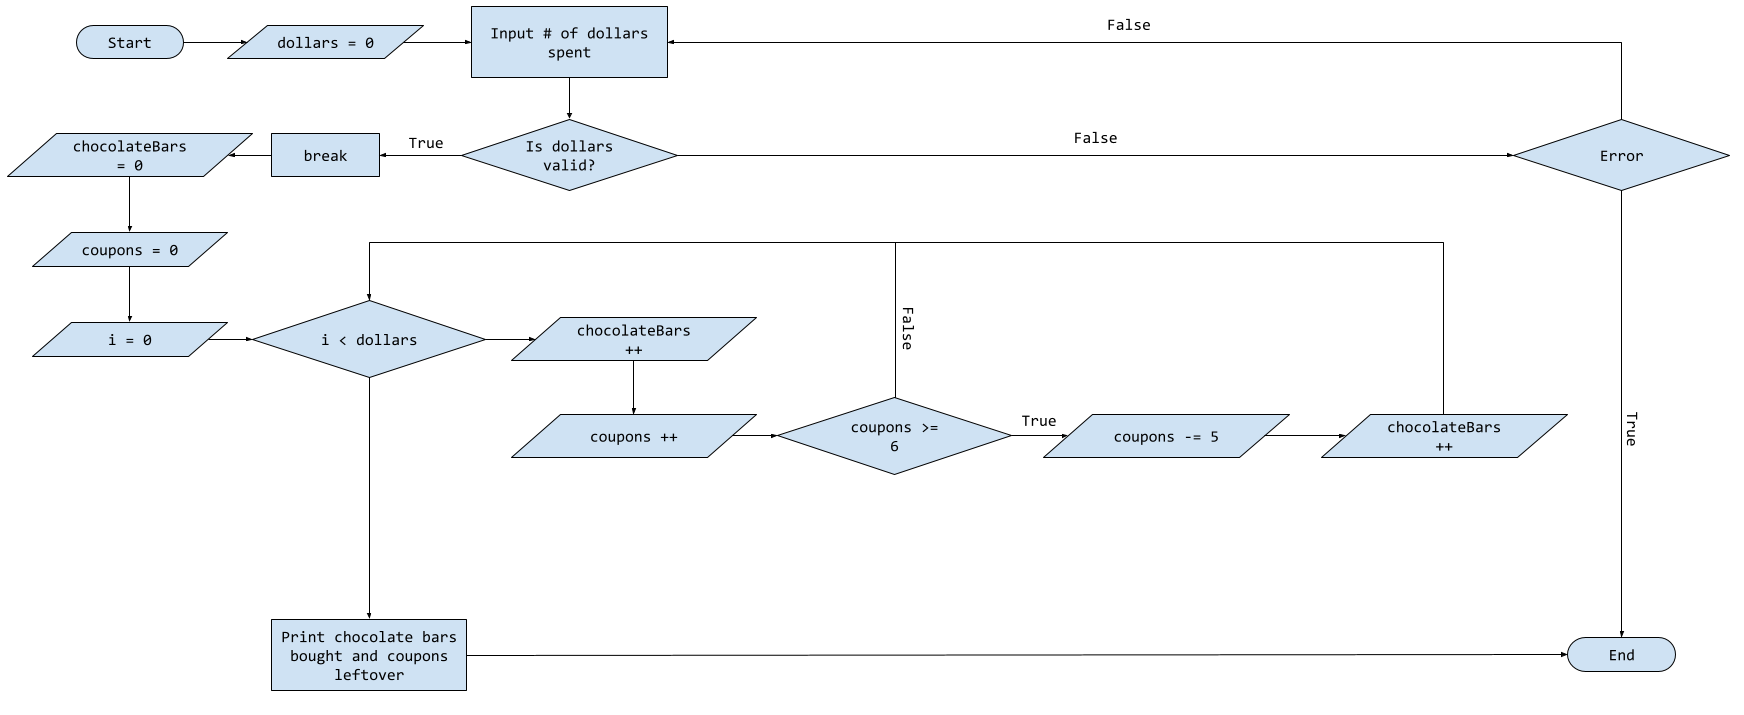 Start
dollars = 0
Input # of dollars
spent
False
chocolateBars
= 0
break
True
Is dollars
valid?
False
Error
coupons = 0
i = 0
i < dollars
chocolateBars
++
False
coupons ++
coupons >=
6
True
coupons -= 5
chocolateBars
++
True
Print chocolate bars
bought and coupons
leftover
End